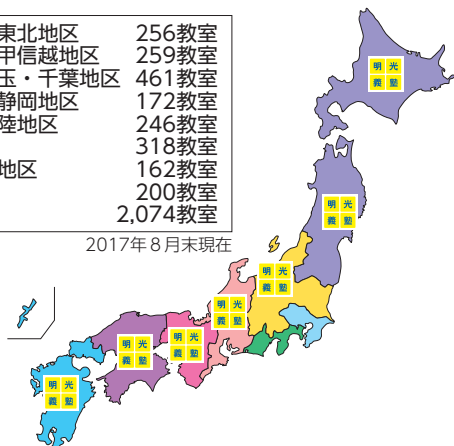 東北地区 256教室
甲信越地区 259教室
玉・千葉地区 461教室
静岡地区 172教室
陸地区 246教室
318教室
地区 162教室
200教室
2,074教室
2017年8月末現在
明光
義塾
明光
義塾
明光
義塾
明光
義塾
明光
義塾
明光
義塾
明光
義塾